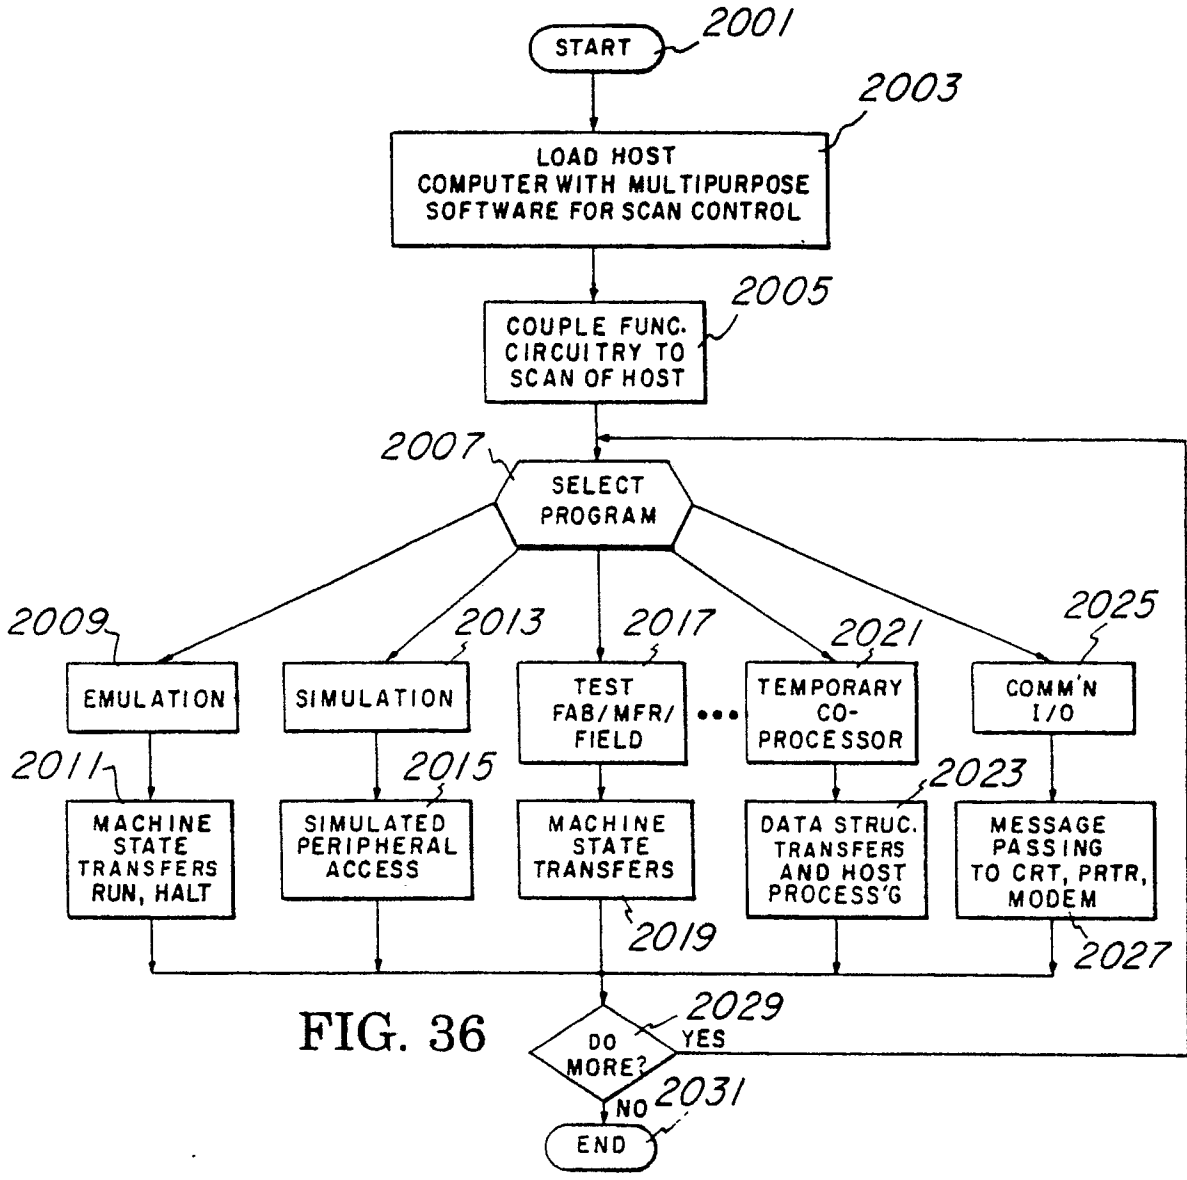 START
2001
2003
LOAD HOST
COMPUTER WITH MULTIPURPOSE
SOFTWARE FOR SCAN CONTROL
2005
COUPLE FUNC.
CIRCUITRY TO
SCAN OF HOST
2007
SELECT
PROGRAM
2009
EMULATION
2013
SIMULATION
2017
TEST
FAB/MFR/
FIELD
2021
TEMPORARY
CO-
PROCESSOR
2025
COMM'N
I/O
2011
MACHINE
STATE
TRANSFERS
RUN, HALT
2015
SIMULATED
PERIPHERAL
ACCESS
MACHINE
STATE
TRANSFERS
2019
2023
DATA STRUC.
TRANSFERS
AND HOST
PROCESS'G
MESSAGE
PASSING
TO CRT, PRTR,
MODEM
2027
FIG. 36
2029
DO
MORE?
YES
NO
2031
END